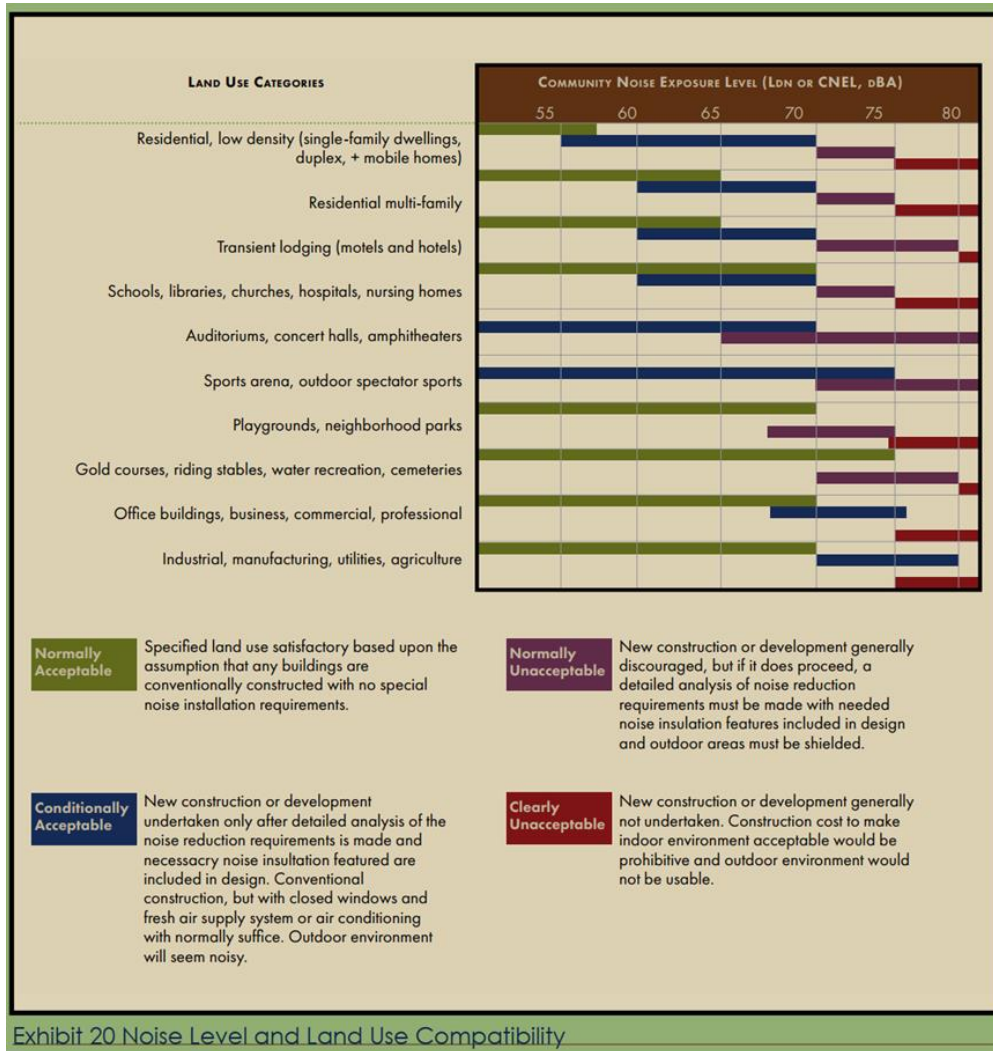 Land Use Categories
Community Noise Exposure Level (Ldn or CNEL, dBA)
55 60 65 70 75 80
Residential, low density (single-family dwellings,
duplex, + mobile homes)
Residential multi-family
Transient lodging (motels and hotels)
Schools, libraries, churches, hospitals, nursing homes
Auditoriums, concert halls, amphitheaters
Sports arena, outdoor spectator sports
Playgrounds, neighborhood parks
Gold courses, riding stables, water recreation, cemeteries
Office buildings, business, commercial, professional
Industrial, manufacturing, utilities, agriculture
Normally
Acceptable
Specified land use satisfactory based upon the
assumption that any buildings are
conventionally constructed with no special
noise installation requirements.
Normally
Unacceptable
New construction or development generally
discouraged, but if it does proceed, a
detailed analysis of noise reduction
requirements must be made with needed
noise insulation features included in design
and outdoor areas must be shielded.
Conditionally
Acceptable
New construction or development
undertaken only after detailed analysis of the
noise reduction requirements is made and
necessacry noise insultation featured are
included in design. Conventional
construction, but with closed windows and
fresh air supply system or air conditioning
with normally suffice. Outdoor environment
will seem noisy.
Clearly
Unacceptable
New construction or development generally
not undertaken. Construction cost to make
indoor environment acceptable would be
prohibitive and outdoor environment would
not be usable.
Exhibit 20 Noise Level and Land Use Compatibility